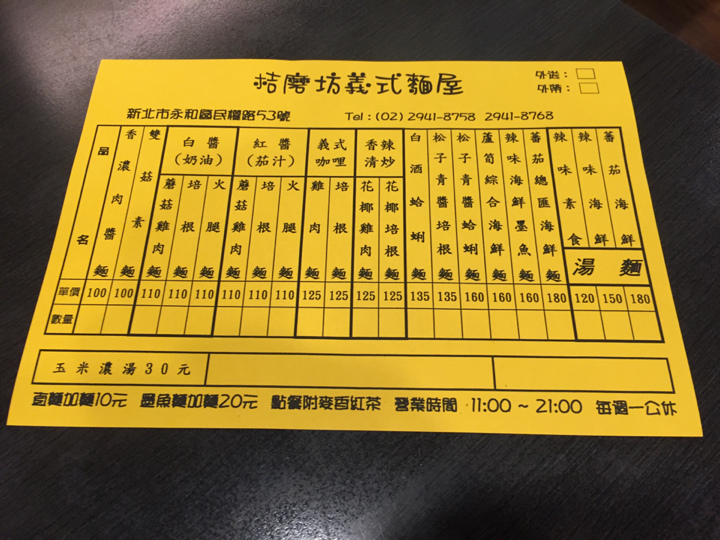 拮磨坊義式麵屋
外送：
外帶：
新北市永和區民權路53號 Tel：(02) 2941-8758 2941-8768
品名
香濃肉醬麵
雙菇素麵
白醬
(奶油)
蘑菇雞肉麵
培根麵
火腿麵
紅醬
(茄汁)
蘑菇雞肉麵
培根麵
火腿麵
義式
咖哩
雞肉麵
培根麵
香辣
清炒
花椰雞肉麵
花椰培根麵
白酒蛤蜊麵
松子青醬培根麵
松子青醬蛤蜊麵
蘆筍綜合海鮮麵
辣味海鮮墨魚麵
蕃茄總匯海鮮麵
辣味素食
辣味海鮮
蕃茄海鮮
湯麵
單價 100 100 110 110 110 110 110 110 125 125 125 125 135 135 160 160 160 180 120 150 180
數量
玉米濃湯30元
麵加麵10元 墨魚麵加麵20元 點餐附麥香紅茶 營業時間 11:00 ~ 21:00 每週一公休